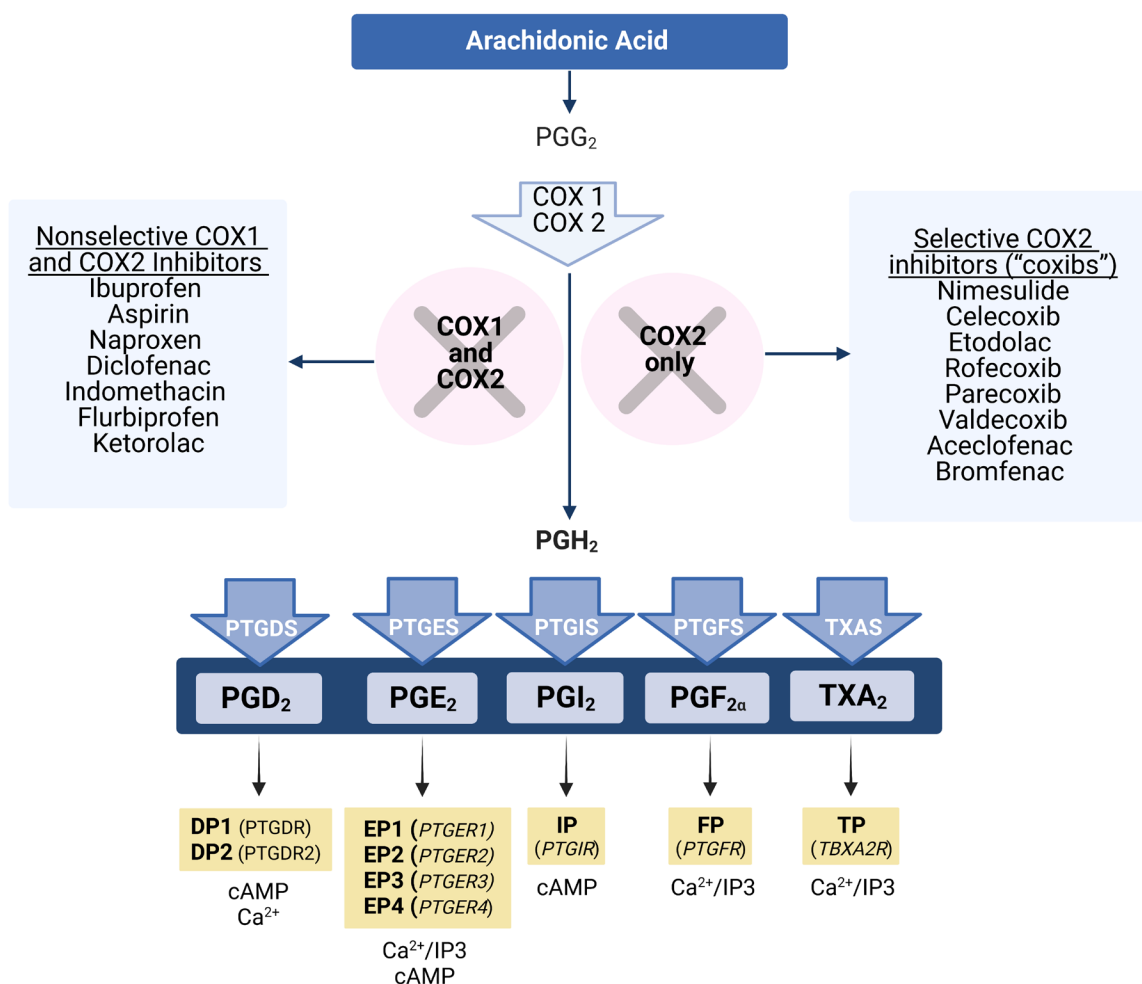 Arachidonic Acid
PGG₂
COX 1
COX 2
Nonselective COX1
and COX2 Inhibitors
Ibuprofen
Aspirin
Naproxen
Diclofenac
Indomethacin
Flurbiprofen
Ketorolac
COX1
and
COX2
COX2
only
Selective COX2
inhibitors (“coxibs”)
Nimesulide
Celecoxib
Etodolac
Rofecoxib
Parecoxib
Valdecoxib
Aceclofenac
Bromfenac
PGH₂
PTGDS
PTGES
PTGIS
PTGFS
TXAS
PGD₂
PGE₂
PGI₂
PGF₂α
TXA₂
DP1 (PTGDR)
DP2 (PTGDR2)
cAMP
Ca²⁺
EP1 (PTGER1)
EP2 (PTGER2)
EP3 (PTGER3)
EP4 (PTGER4)
Ca²⁺/IP3
cAMP
IP
(PTGIR)
cAMP
FP
(PTGFR)
Ca²⁺/IP3
TP
(TBXA2R)
Ca²⁺/IP3